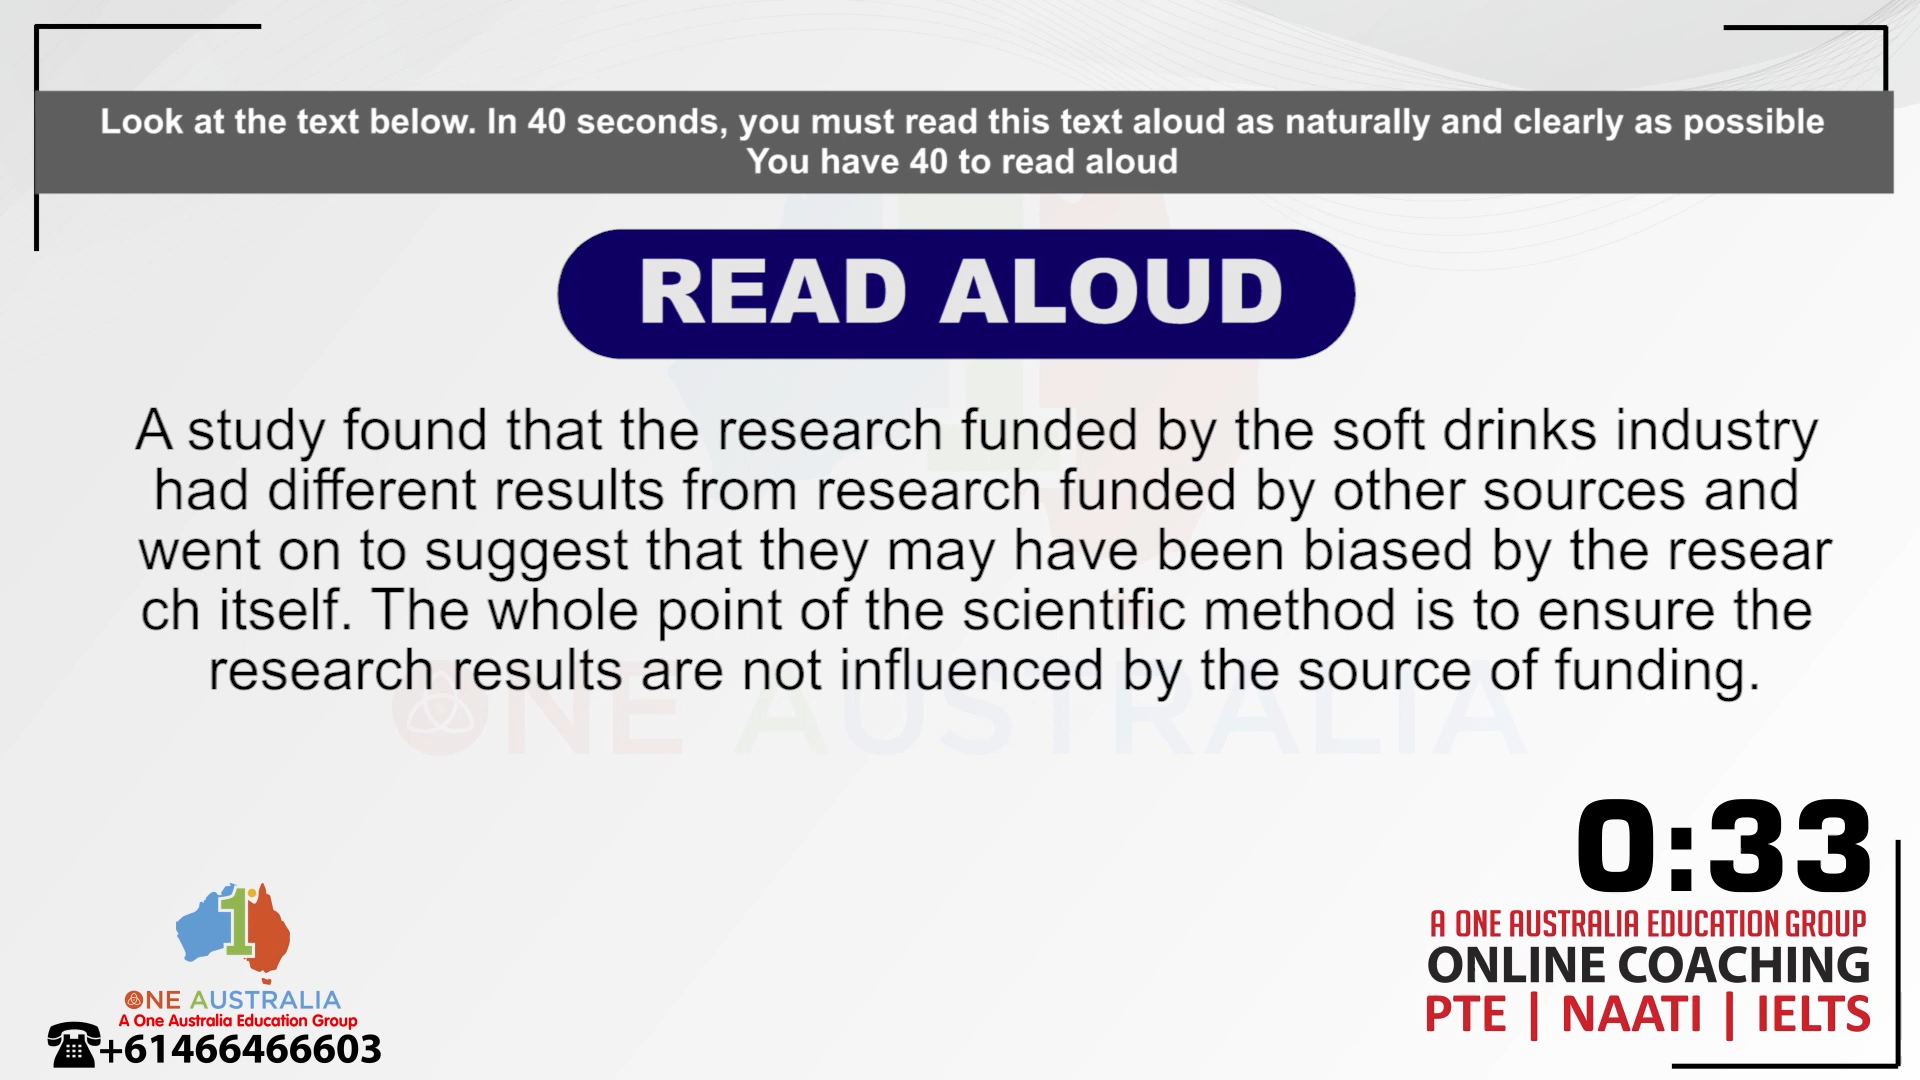 Look at the text below. In 40 seconds, you must read this text aloud as naturally and clearly as possible
You have 40 to read aloud
READ ALOUD
A study found that the research funded by the soft drinks industry
had different results from research funded by other sources and
went on to suggest that they may have been biased by the resear
ch itself. The whole point of the scientific method is to ensure the
research results are not influenced by the source of funding.
ONE AUSTRALIA
0:33
A ONE AUSTRALIA EDUCATION GROUP
ONLINE COACHING
PTE | NAATI | IELTS
1
ONE AUSTRALIA
A One Australia Education Group
+61466466603